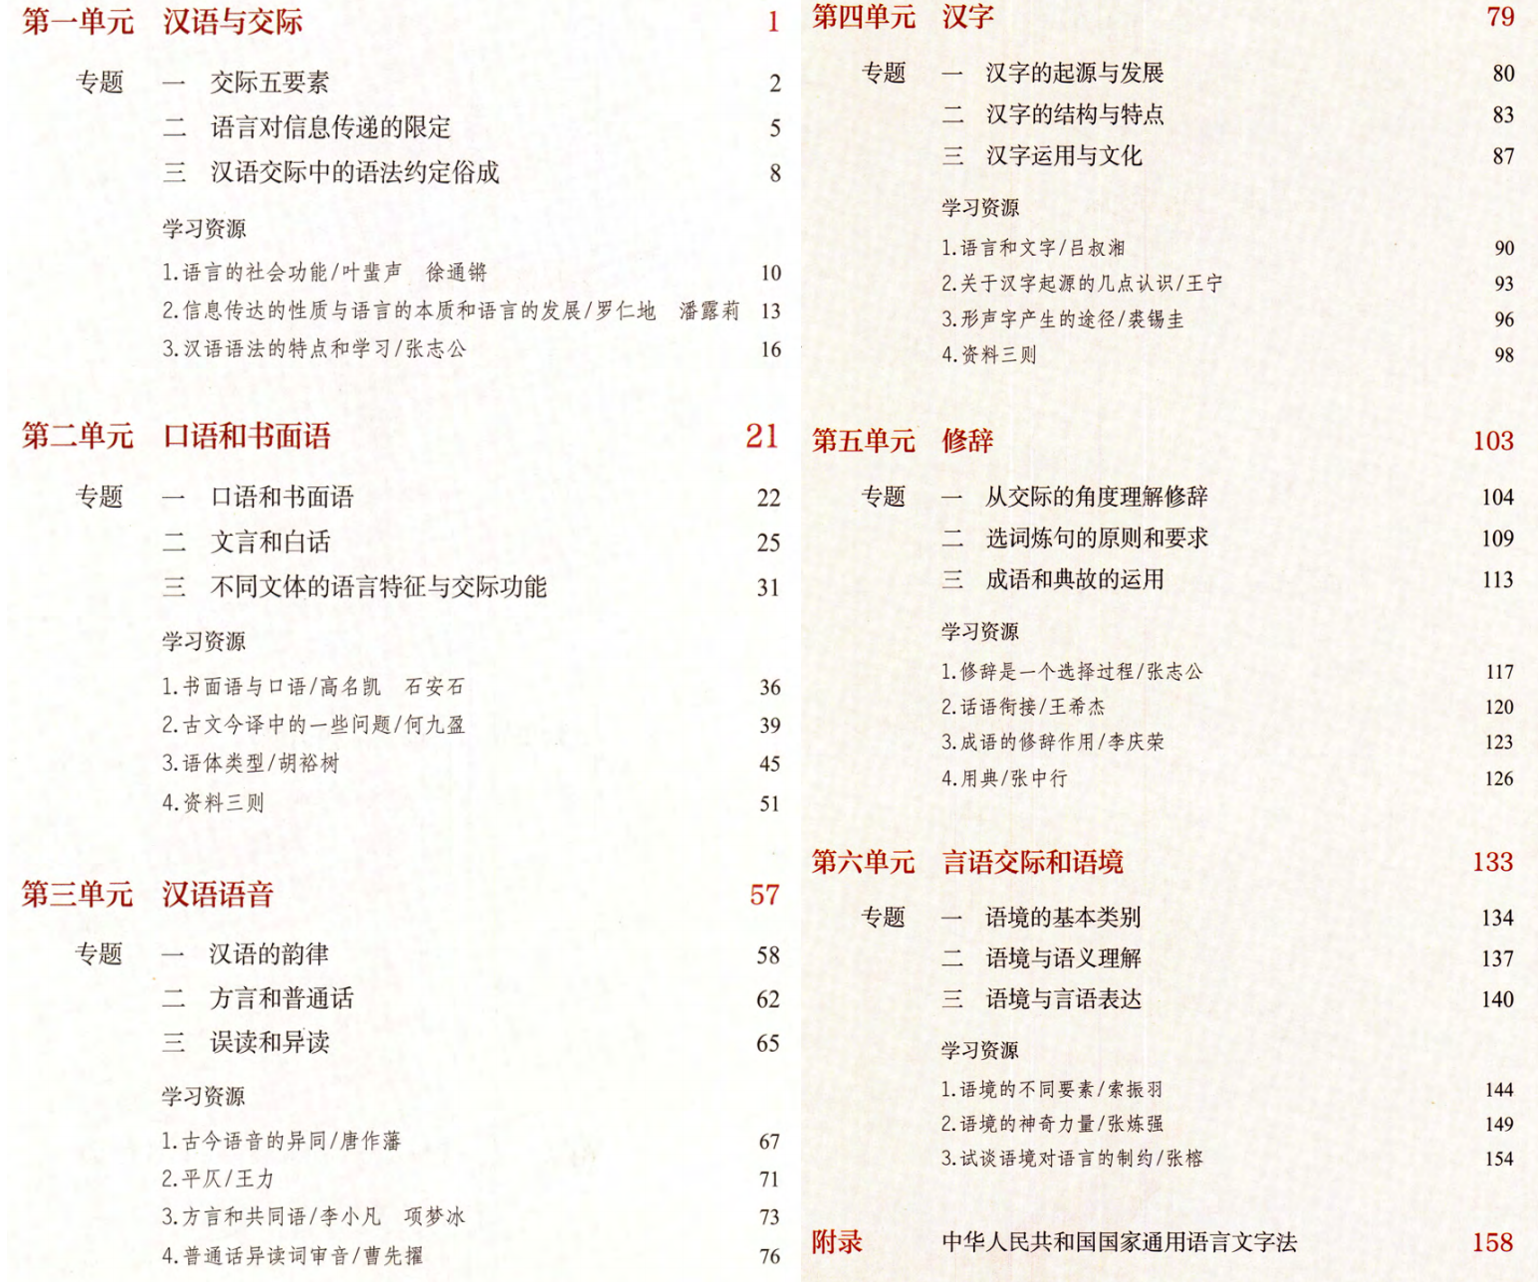 第一单元 汉语与交际 1
专题 一 交际五要素 2
二 语言对信息传递的限定 5
三 汉语交际中的语法约定俗成 8
学习资源
1.语言的社会功能/叶蜚声 徐通锵 10
2.信息传达的性质与语言的本质和语言的发展/罗仁地 潘露莉 13
3.汉语语法的特点和学习/张志公 16
第二单元 口语和书面语 21
专题 一 口语和书面语 22
二 文言和白话 25
三 不同文体的语言特征与交际功能 31
学习资源
1.书面语与口语/高名凯 石安石 36
2.古文今译中的一些问题/何九盈 39
3.语体类型/胡裕树 45
4.资料三则 51
第三单元 汉语语音 57
专题 一 汉语的韵律 58
二 方言和普通话 62
三 误读和异读 65
学习资源
1.古今语音的异同/唐作藩 67
2.平仄/王力 71
3.方言和共同语/李小凡 项梦冰 73
4.普通话异读词审音/曹先擢 76
第四单元 汉字 79
专题 一 汉字的起源与发展 80
二 汉字的结构与特点 83
三 汉字运用与文化 87
学习资源
1.语言和文字/吕叔湘 90
2.关于汉字起源的几点认识/王宁 93
3.形声字产生的途径/裘锡圭 96
4.资料三则 98
第五单元 修辞 103
专题 一 从交际的角度理解修辞 104
二 选词炼句的原则和要求 109
三 成语和典故的运用 113
学习资源
1.修辞是一个选择过程/张志公 117
2.话语衔接/王希杰 120
3.成语的修辞作用/李庆荣 123
4.用典/张中行 126
第六单元 言语交际和语境 133
专题 一 语境的基本类别 134
二 语境与语义理解 137
三 语境与言语表达 140
学习资源
1.语境的不同要素/索振羽 144
2.语境的神奇力量/张炼强 149
3.试谈语境对语言的制约/张榕 154
附录 中华人民共和国国家通用语言文字法 158